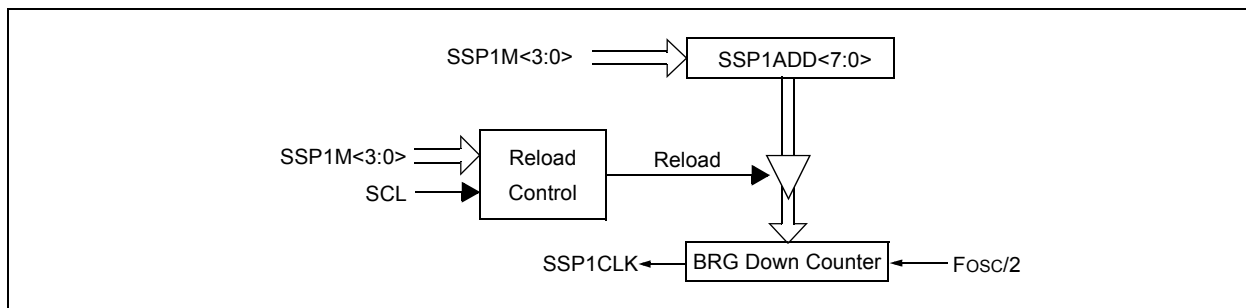 SSP1M<3:0>
SSP1ADD<7:0>
SSP1M<3:0>
SCL
Reload
Control
Reload
SSP1CLK
BRG Down Counter
FOSC/2